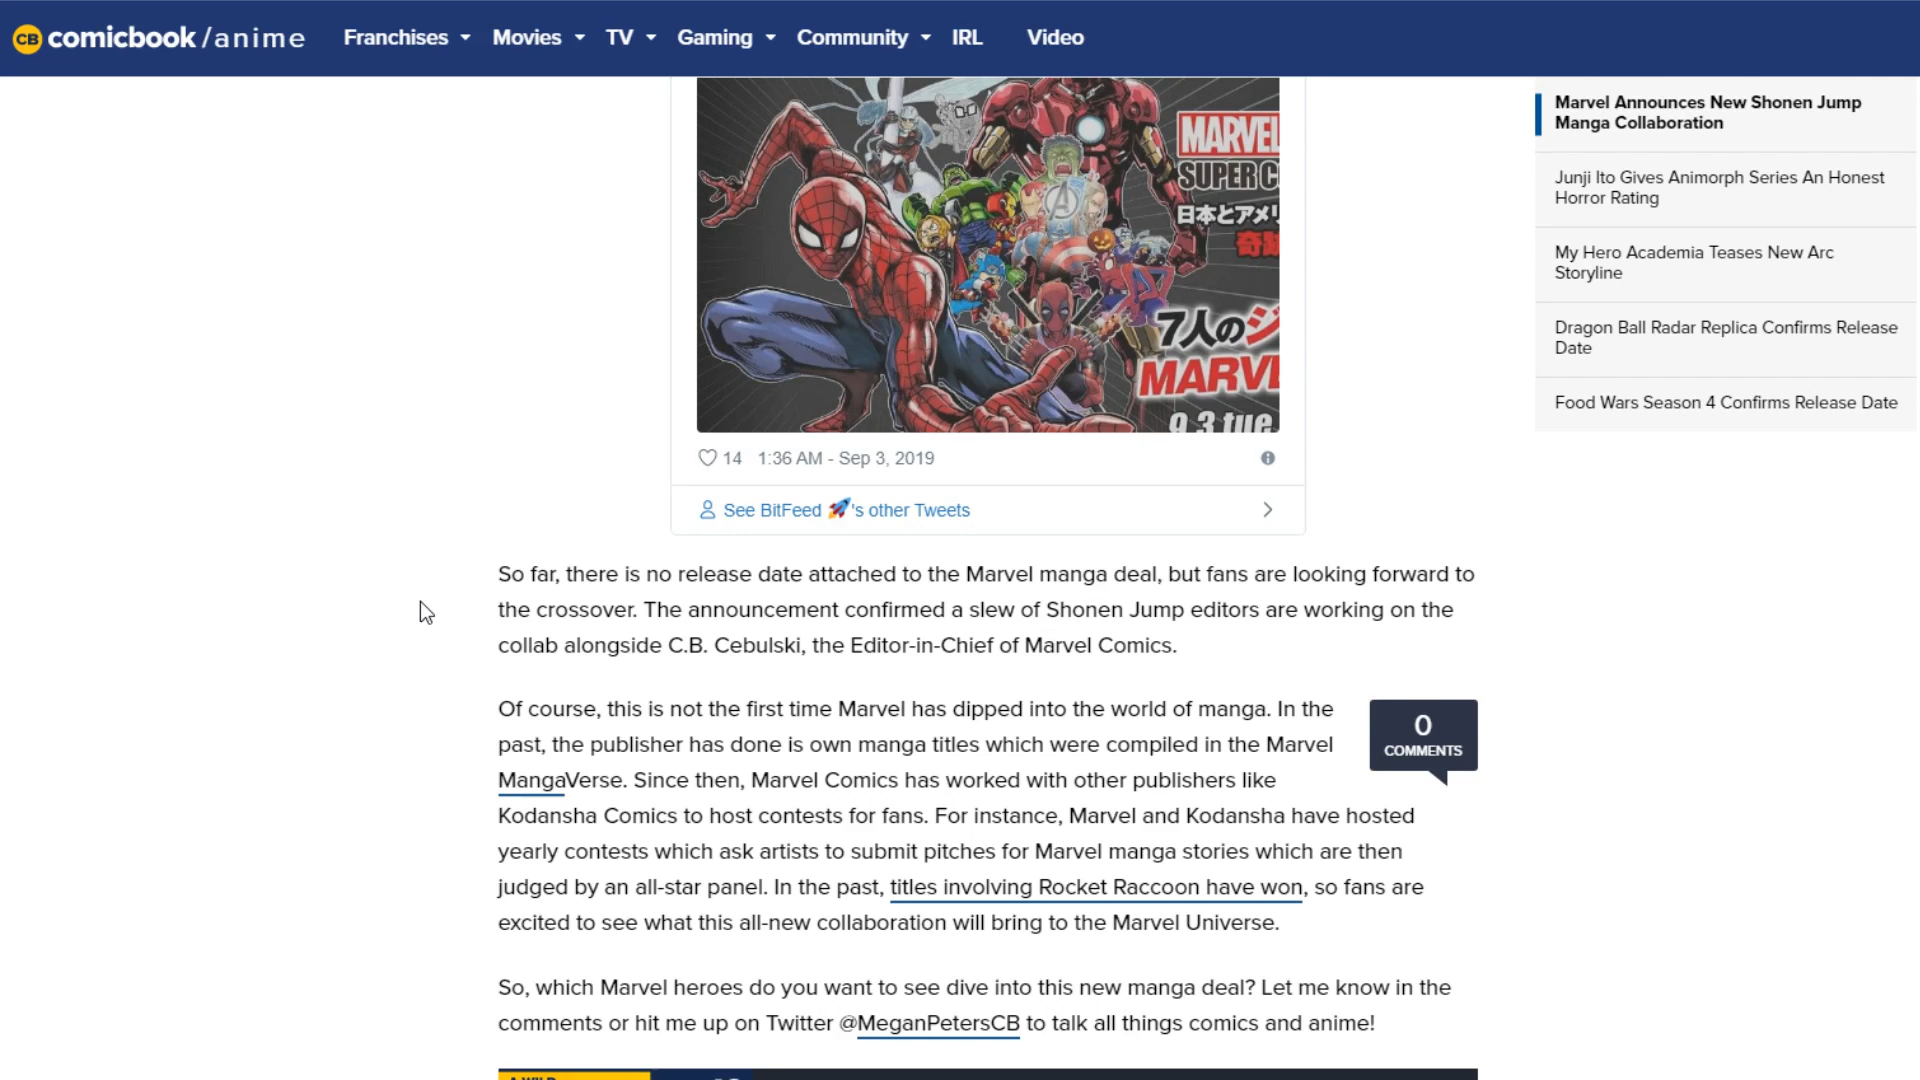 CB comicbook/anime Franchises Movies TV Gaming Community IRL Video
MARVEL
SUPER C
日本とアメリ
7人のジ
MARV
9.3 tue
14 1:36 AM - Sep 3, 2019
See BitFeed 🚀's other Tweets
So far, there is no release date attached to the Marvel manga deal, but fans are looking forward to
the crossover. The announcement confirmed a slew of Shonen Jump editors are working on the
collab alongside C.B. Cebulski, the Editor-in-Chief of Marvel Comics.
Of course, this is not the first time Marvel has dipped into the world of manga. In the
past, the publisher has done is own manga titles which were compiled in the Marvel
MangaVerse. Since then, Marvel Comics has worked with other publishers like
Kodansha Comics to host contests for fans. For instance, Marvel and Kodansha have hosted
yearly contests which ask artists to submit pitches for Marvel manga stories which are then
judged by an all-star panel. In the past, titles involving Rocket Raccoon have won, so fans are
excited to see what this all-new collaboration will bring to the Marvel Universe.
0
COMMENTS
So, which Marvel heroes do you want to see dive into this new manga deal? Let me know in the
comments or hit me up on Twitter @MeganPetersCB to talk all things comics and anime!
Marvel Announces New Shonen Jump
Manga Collaboration
Junji Ito Gives Animorph Series An Honest
Horror Rating
My Hero Academia Teases New Arc
Storyline
Dragon Ball Radar Replica Confirms Release
Date
Food Wars Season 4 Confirms Release Date